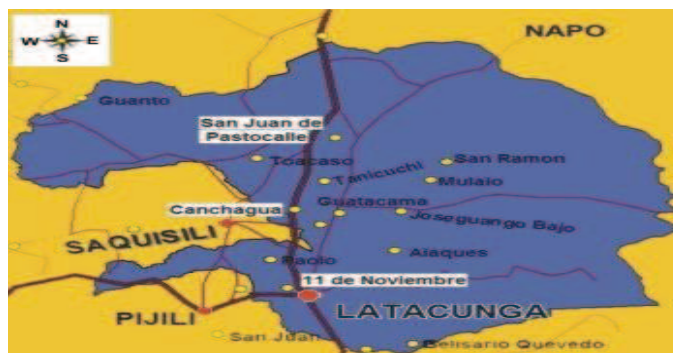 N
W E
S
NAPO
Guanto
San Juan de
Pastocalle
Toacaso
San Ramon
Tanicuchi
Mulalo
Guatacama
Canchagua
Joseguango Bajo
SAQUISILI
Alaques
Paolo
11 de Noviembre
LATACUNGA
PIJILI
San Juan
Belisario Quevedo